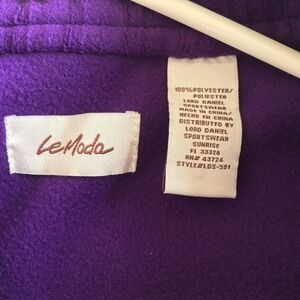 LeModa
100%POLYESTER/
POLIESTER
LORD DANIEL
SPORTSWEAR
MADE IN CHINA/
HECHO EN CHINA
DISTRIBUTED BY
LORD DANIEL
SPORTSWEAR
SUNRISE
FL 33326
RN# 43724
STYLE#LDS-581